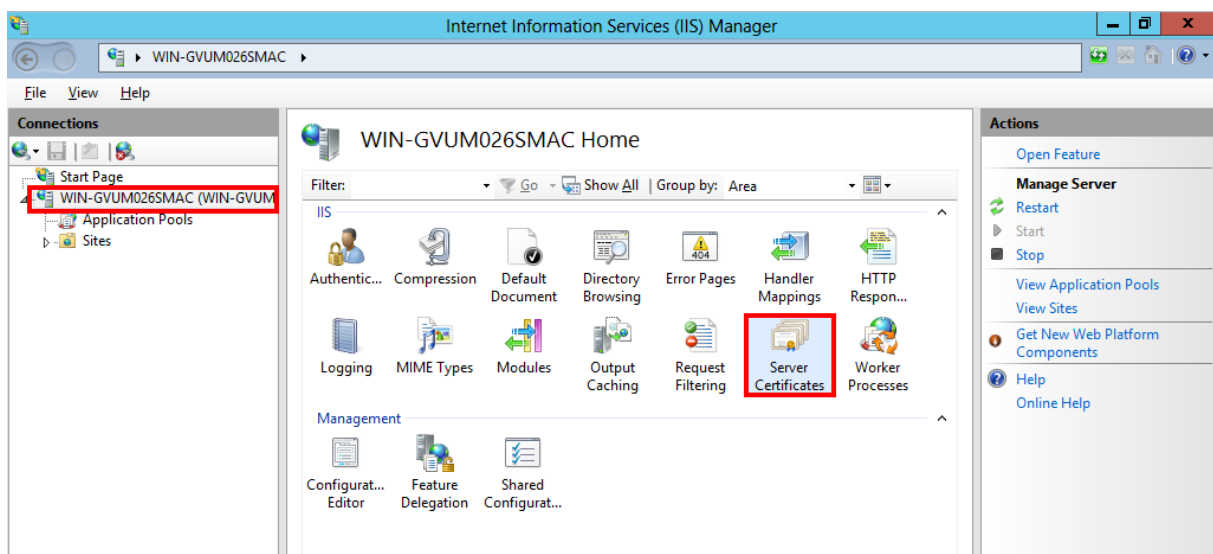 Internet Information Services (IIS) Manager
WIN-GVUM026SMAC
File View Help
Connections
Start Page
WIN-GVUM026SMAC (WIN-GVUM
Application Pools
Sites
WIN-GVUM026SMAC Home
Filter: Go Show All Group by: Area
IIS
Authentic... Compression Default Document Directory Browsing Error Pages Handler Mappings HTTP Respon...
404
Logging MIME Types Modules Output Caching Request Filtering Server Certificates Worker Processes
Management
Configurat... Editor Feature Delegation Shared Configurat...
Actions
Open Feature
Manage Server
Restart
Start
Stop
View Application Pools
View Sites
Get New Web Platform
Components
Help
Online Help